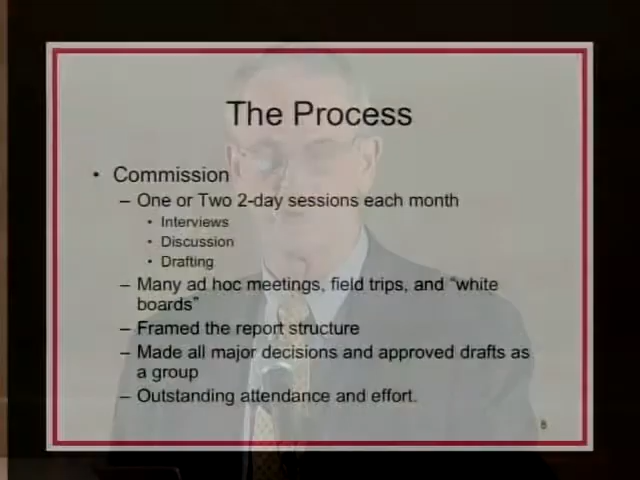 The Process
• Commission
– One or Two 2-day sessions each month
• Interviews
• Discussion
• Drafting
– Many ad hoc meetings, field trips, and “white
boards”
– Framed the report structure
– Made all major decisions and approved drafts as
a group
– Outstanding attendance and effort.
8